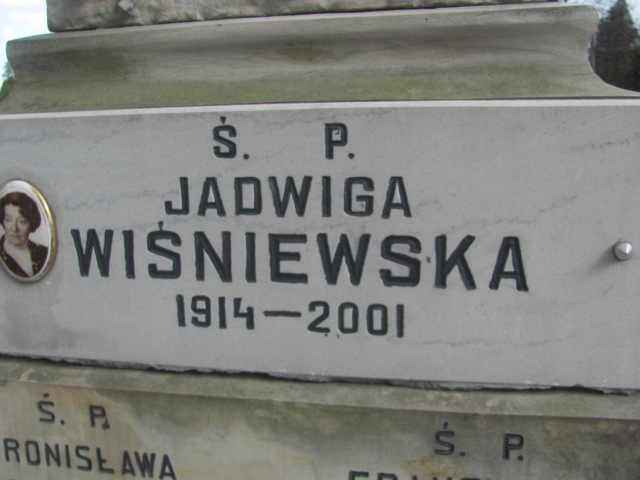 Ś. P.
JADWIGA
WIŚNIEWSKA
1914—2001
Ś. P.
RONISŁAWA
Ś. P.